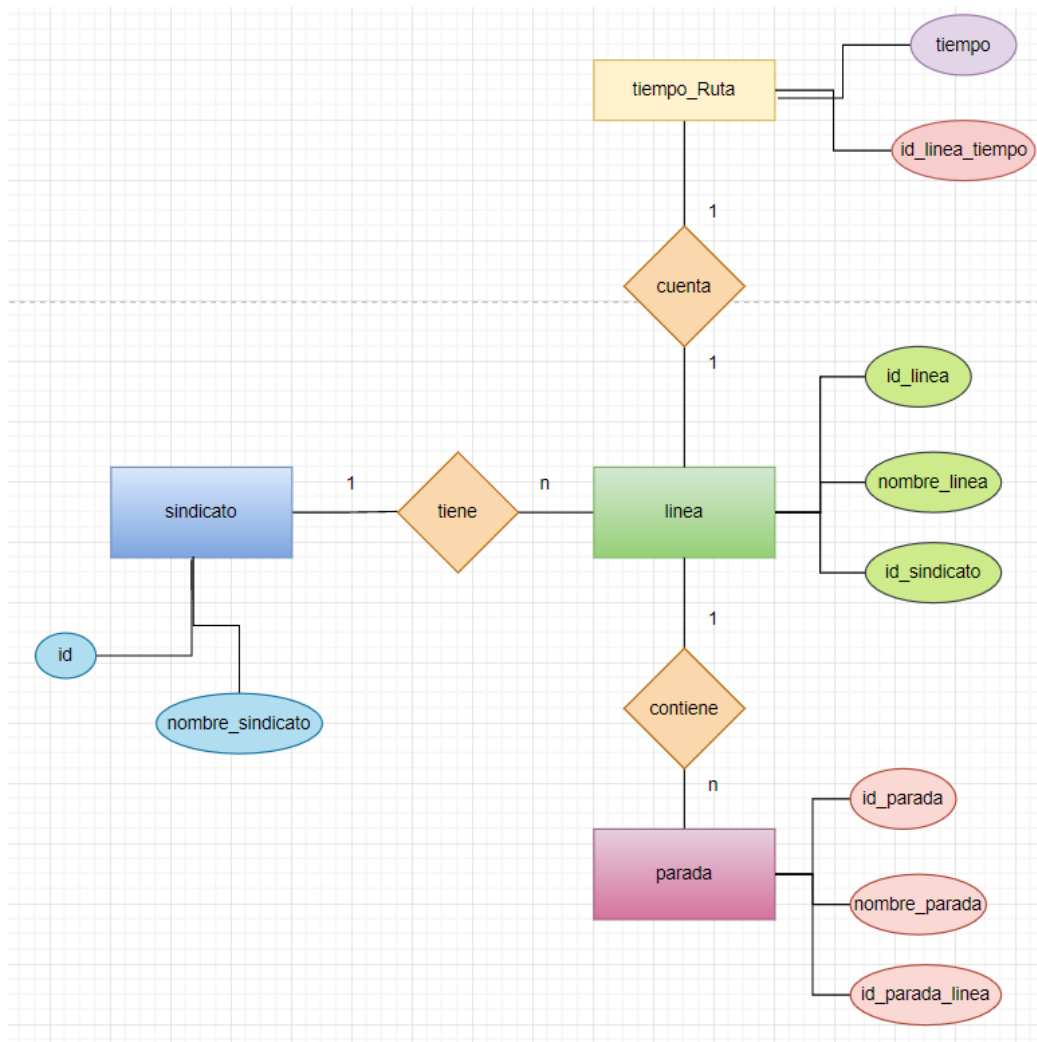 tiempo
tiempo_Ruta
id_linea_tiempo
1
cuenta
1
id_linea
sindicato
1
tiene
n
linea
nombre_linea
id_sindicato
1
id
nombre_sindicato
contiene
n
id_parada
parada
nombre_parada
id_parada_linea